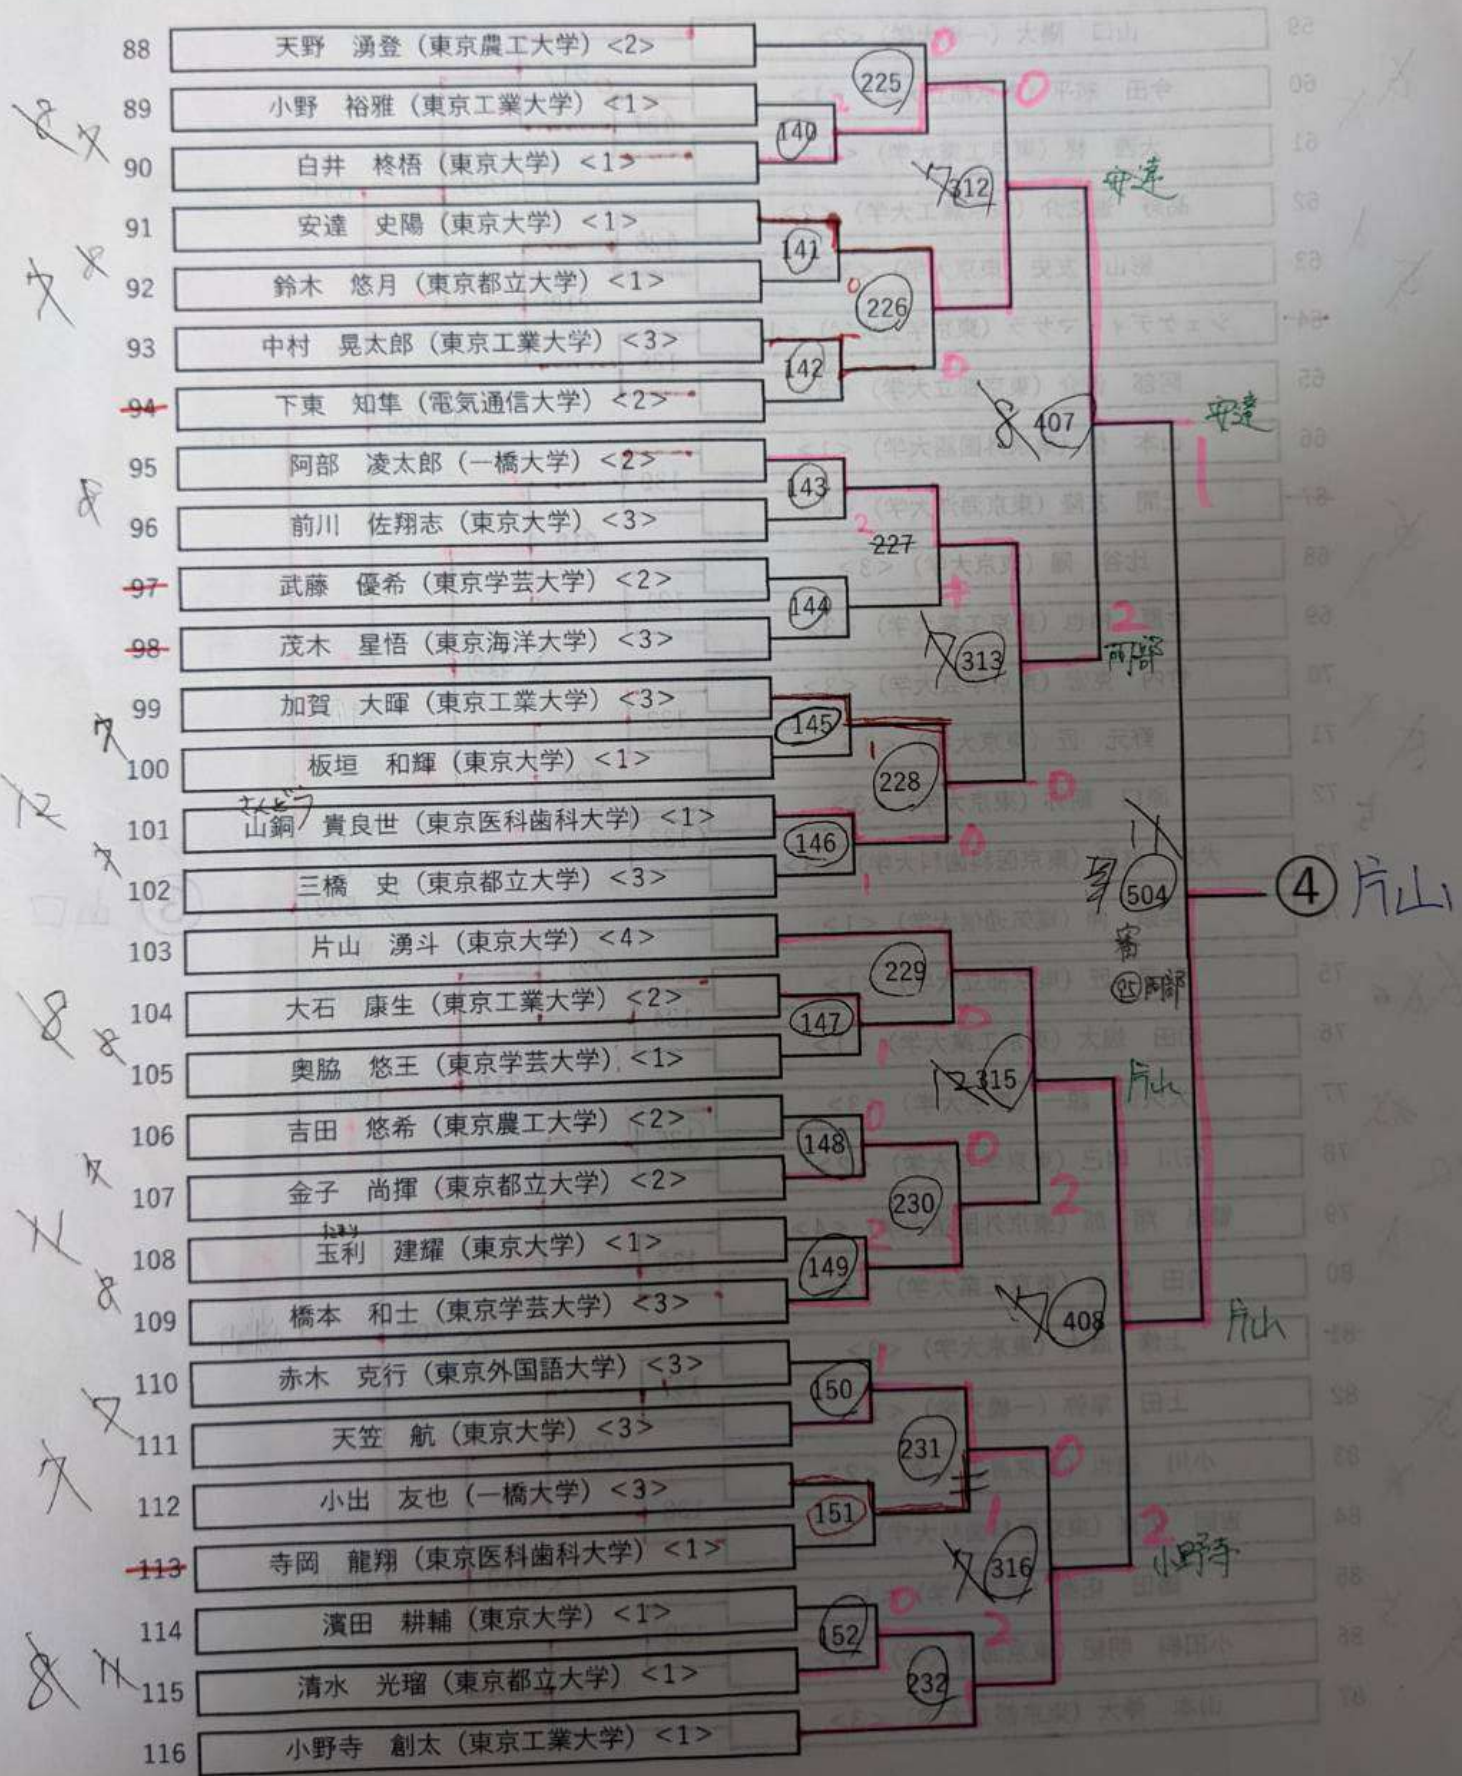 88 天野 湧登(東京農工大学)<2>
89 小野 裕雅(東京工業大学)<1>
90 白井 柊悟(東京大学)<1>
91 安達 史陽(東京大学)<1>
92 鈴木 悠月(東京都立大学)<1>
93 中村 晃太郎(東京工業大学)<3>
94 下東 知隼(電気通信大学)<2>
95 阿部 凌太郎(一橋大学)<2>
96 前川 佐翔志(東京大学)<3>
97 武藤 優希(東京学芸大学)<2>
98 茂木 星悟(東京海洋大学)<3>
99 加賀 大暉(東京工業大学)<3>
100 板垣 和輝(東京大学)<1>
さんどう
101 山銅 貴良世(東京医科歯科大学)<1>
102 三橋 史(東京都立大学)<3>
103 片山 湧斗(東京大学)<4>
104 大石 康生(東京工業大学)<2>
105 奥脇 悠王(東京学芸大学)<1>
106 吉田 悠希(東京農工大学)<2>
107 金子 尚揮(東京都立大学)<2>
たまり
108 玉利 建耀(東京大学)<1>
109 橋本 和士(東京学芸大学)<3>
110 赤木 克行(東京外国語大学)<3>
111 天笠 航(東京大学)<3>
112 小出 友也(一橋大学)<3>
113 寺岡 龍翔(東京医科歯科大学)<1>
114 濱田 耕輔(東京大学)<1>
115 清水 光瑠(東京都立大学)<1>
116 小野寺 創太(東京工業大学)<1>
140
141
142
143
144
145
146
147
148
149
150
151
152
225
226
227
228
229
230
231
232
312
313
315
316
安達
阿部
片山
小野寺
407
408
安達
片山
504
審
阿部
④ 片山